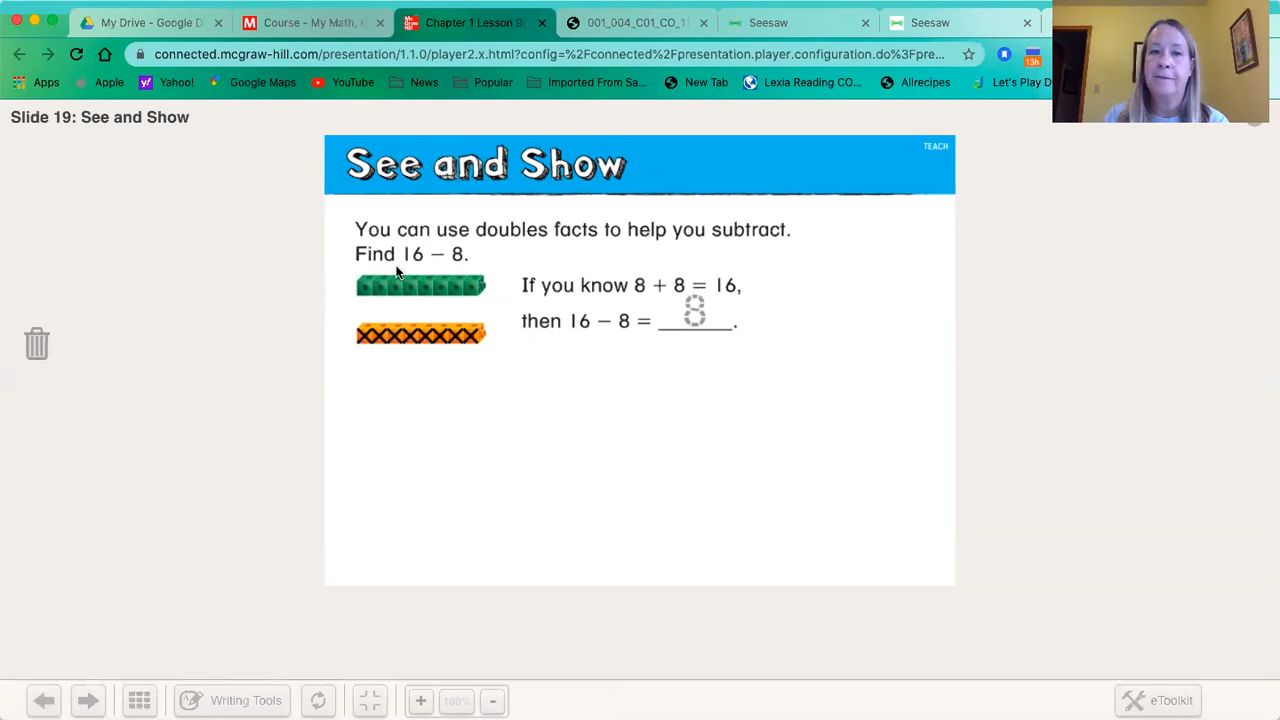 My Drive - Google D
Course - My Math,
Chapter 1 Lesson 9:
001_004_C01_CO_1
Seesaw
Seesaw
connected.mcgraw-hill.com/presentation/1.1.0/player2.x.html?config=%2Fconnected%2Fpresentation.player.configuration.do%3Fpre...
13h
Apps
Apple
Yahoo!
Google Maps
YouTube
News
Popular
Imported From Sa...
New Tab
Lexia Reading CO...
Allrecipes
Let's Play D
Slide 19: See and Show
TEACH
See and Show
You can use doubles facts to help you subtract.
Find 16 − 8.
If you know 8 + 8 = 16,
then 16 − 8 = 8.
Writing Tools
+
100%
-
eToolkit